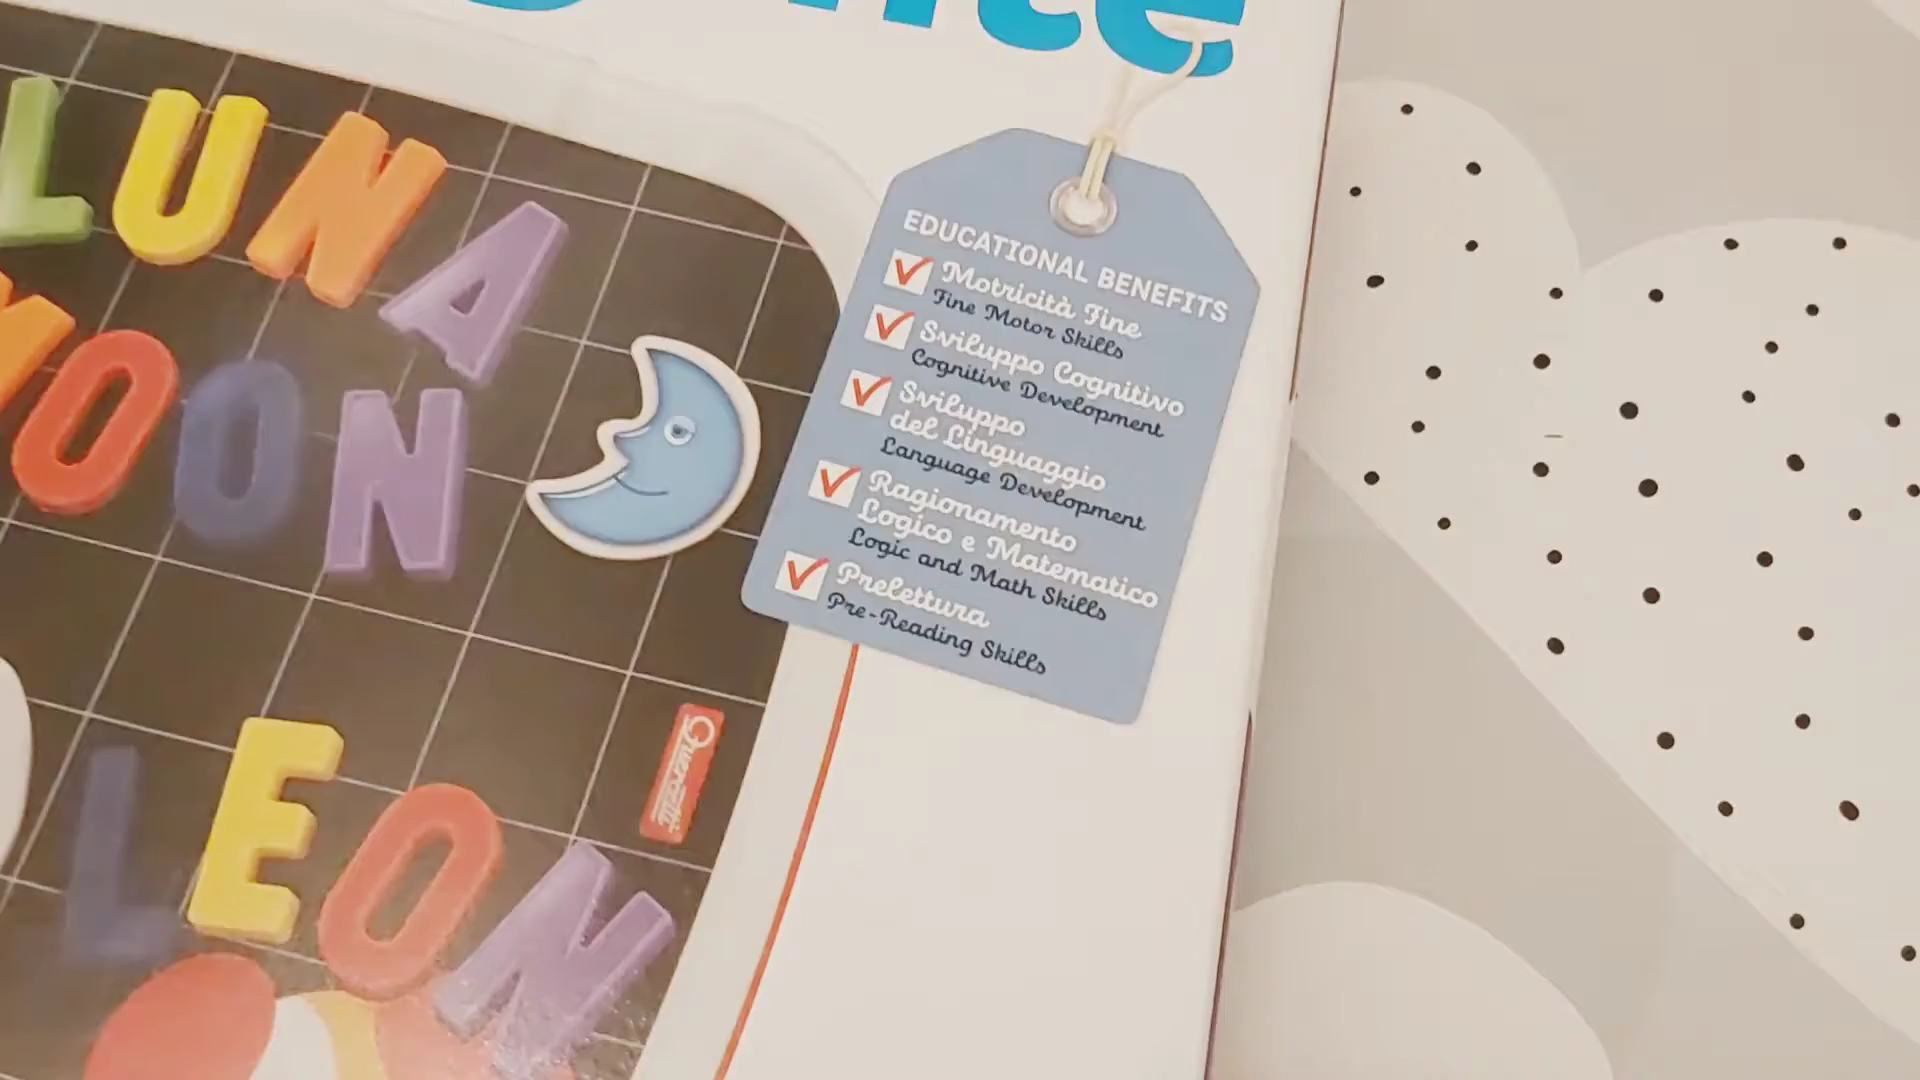 LUNA
MOON
LEON
Quercetti
EDUCATIONAL BENEFITS
Motricità Fine
Fine Motor Skills
Sviluppo Cognitivo
Cognitive Development
Sviluppo
del Linguaggio
Language Development
Ragionamento
Logico e Matematico
Logic and Math Skills
Prelettura
Pre-Reading Skills